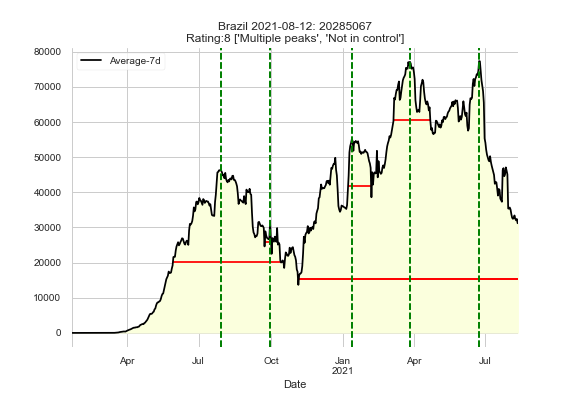 Brazil 2021-08-12: 20285067
Rating:8 ['Multiple peaks', 'Not in control']
Average-7d
80000
70000
60000
50000
40000
30000
20000
10000
0
Apr
Jul
Oct
Jan
2021
Apr
Jul
Date